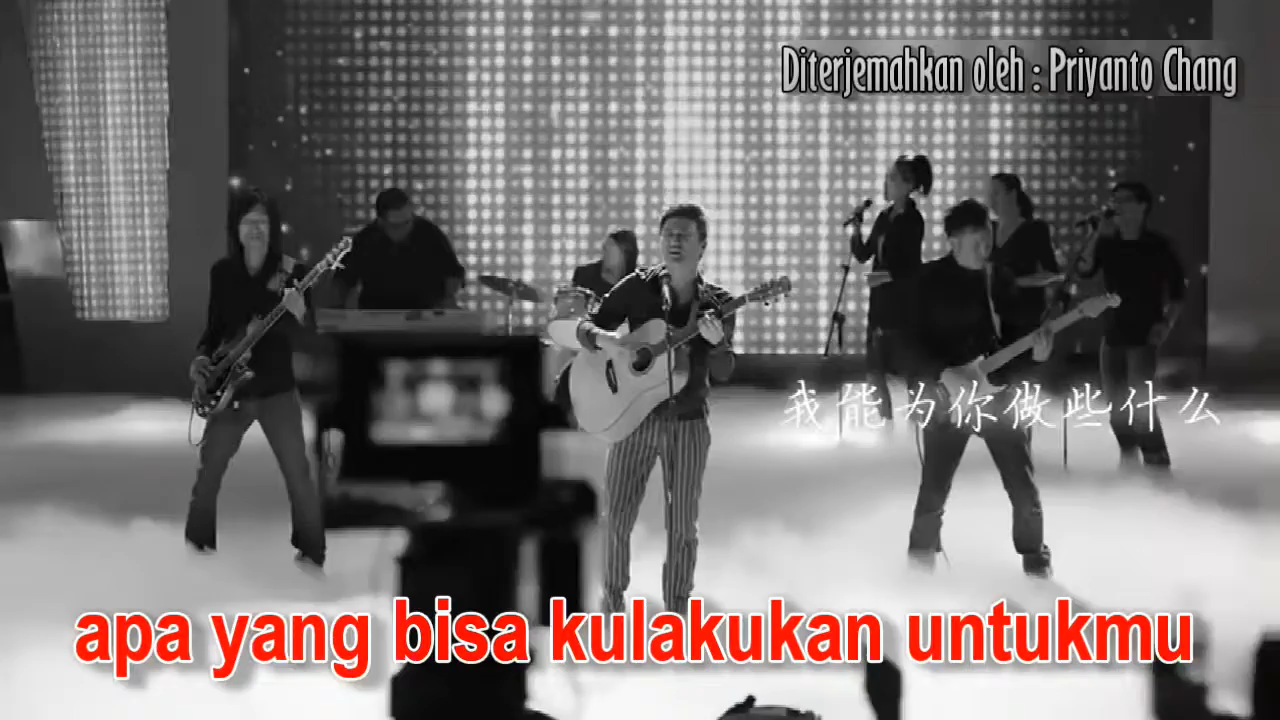 Diterjemahkan oleh : Priyanto Chang
我能为你做些什么
apa yang bisa kulakukan untukmu